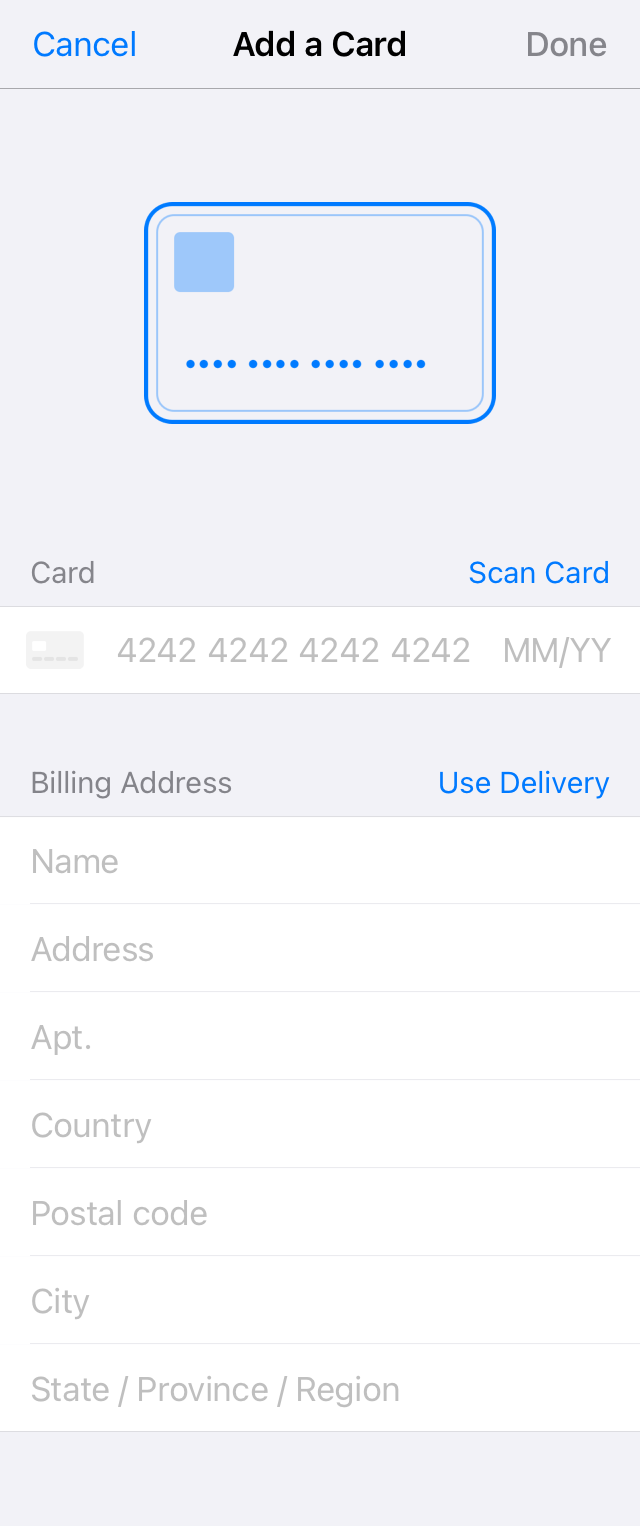 Cancel Add a Card Done
Card Scan Card
4242 4242 4242 4242 MM/YY
Billing Address Use Delivery
Name
Address
Apt.
Country
Postal code
City
State / Province / Region